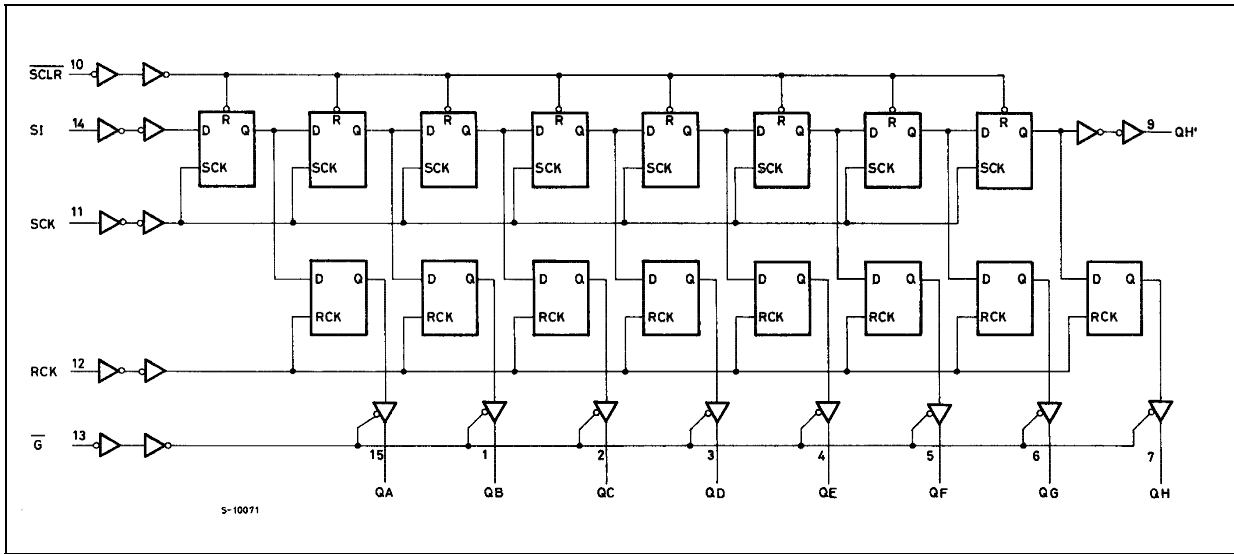 SCLR 10
R R R R R R R R
SI 14 D Q D Q D Q D Q D Q D Q D Q D Q 9 QH'
SCK SCK SCK SCK SCK SCK SCK SCK
SCK 11
D Q D Q D Q D Q D Q D Q D Q D Q
RCK RCK RCK RCK RCK RCK RCK RCK
RCK 12
G 13
15 1 2 3 4 5 6 7
QA QB QC QD QE QF QG QH
S-10071